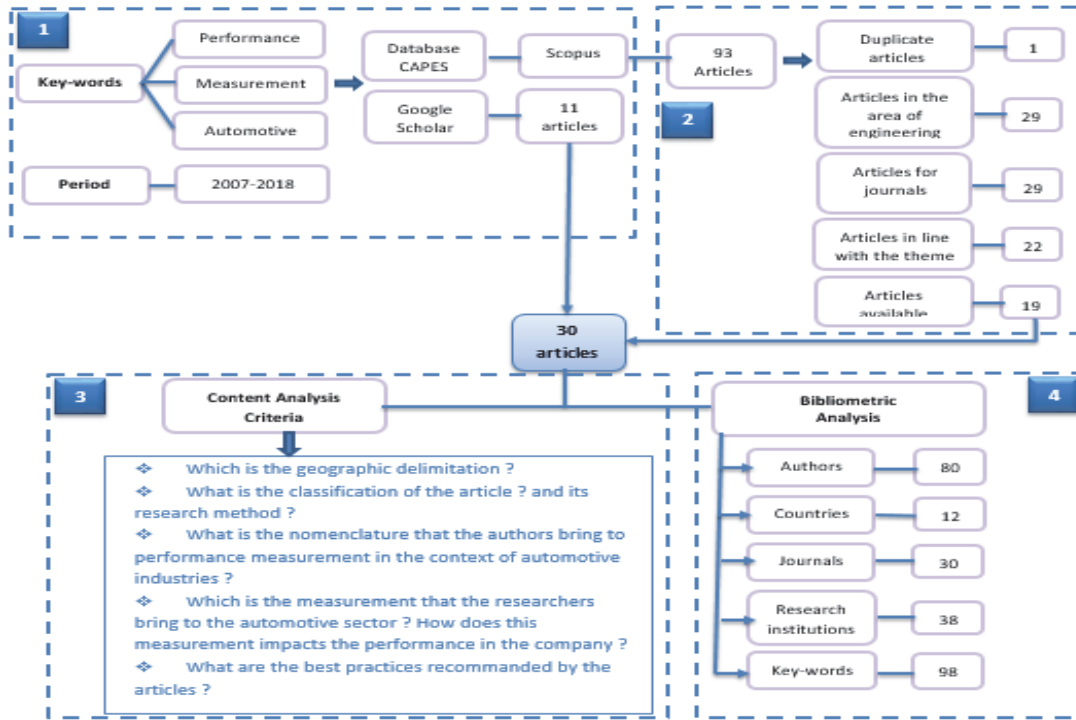 1
Key-words
Performance
Measurement
Automotive
Period
2007-2018
Database
CAPES
Scopus
Google
Scholar
11
articles
2
93
Articles
Duplicate
articles
1
Articles in the
area of
engineering
29
Articles for
journals
29
Articles in line
with the theme
22
Articles
available
19
30
articles
3
Content Analysis
Criteria
❖ Which is the geographic delimitation ?
❖ What is the classification of the article ? and its
research method ?
❖ What is the nomenclature that the authors bring to
performance measurement in the context of automotive
industries ?
❖ Which is the measurement that the researchers
bring to the automotive sector ? How does this
measurement impacts the performance in the company ?
❖ What are the best practices recommanded by the
articles ?
4
Bibliometric
Analysis
Authors
80
Countries
12
Journals
30
Research
institutions
38
Key-words
98